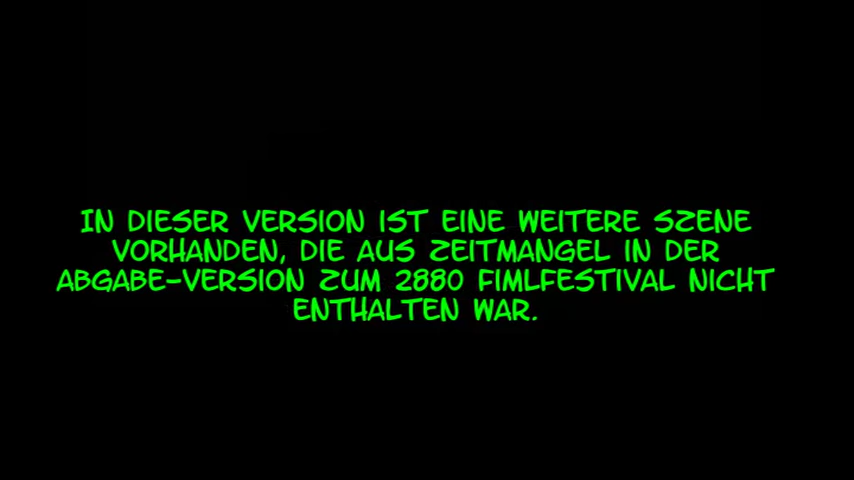 IN DIESER VERSION IST EINE WEITERE SZENE
VORHANDEN, DIE AUS ZEITMANGEL IN DER
ABGABE-VERSION ZUM 2880 FIMLFESTIVAL NICHT
ENTHALTEN WAR.